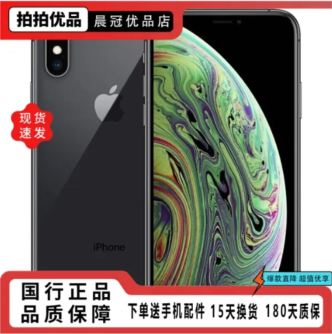 拍拍优品
晨冠优品店
现货
速发
iPhone
爆款直降 超值优享
国行正品
品质保障
下单送手机配件 15天换货 180天质保